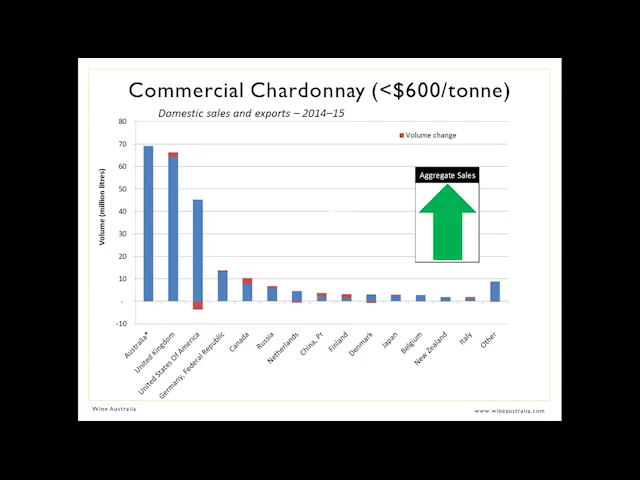 Commercial Chardonnay (<$600/tonne)
Domestic sales and exports – 2014–15
Volume (million litres)
80
70
60
50
40
30
20
10
-
-10
Volume change
Aggregate Sales
Australia*
United Kingdom
United States Of America
Germany, Federal Republic
Canada
Russia
Netherlands
China, Pr
Finland
Denmark
Japan
Belgium
New Zealand
Italy
Other
Wine Australia
www.wineaustralia.com